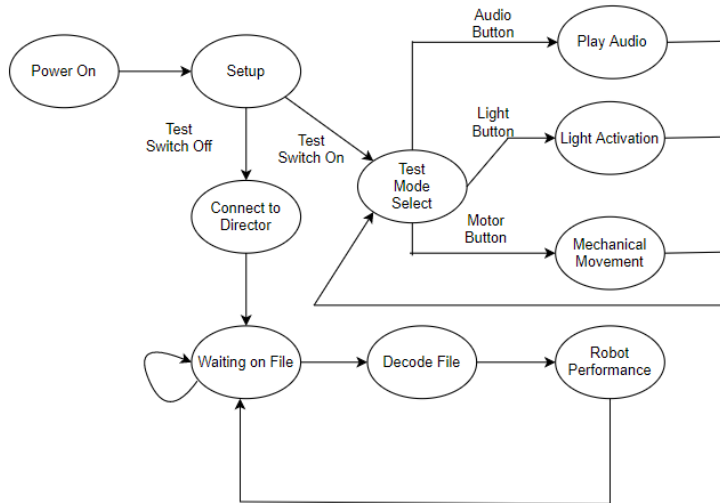 Audio
Button
Power On
Setup
Play Audio
Test
Switch Off
Test
Switch On
Light
Button
Light Activation
Test
Mode
Select
Connect to
Director
Motor
Button
Mechanical
Movement
Waiting on File
Decode File
Robot
Performance